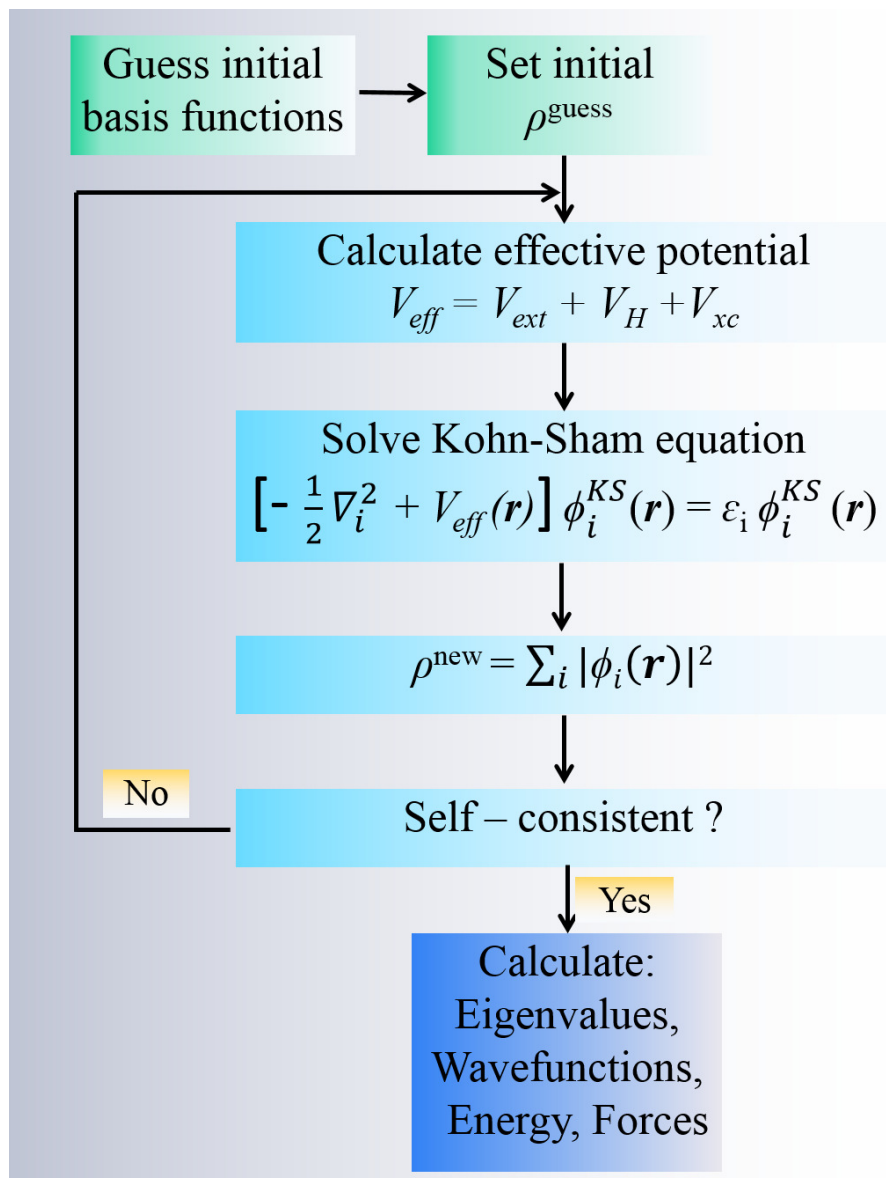 Guess initial
basis functions
Set initial
ρ^guess
Calculate effective potential
V_eff = V_ext + V_H +V_xc
Solve Kohn-Sham equation
[- 1/2 ∇_i^2 + V_eff(r)] ϕ_i^KS(r) = ε_i ϕ_i^KS (r)
ρ^new = ∑_i |ϕ_i(r)|^2
No
Self – consistent ?
Yes
Calculate:
Eigenvalues,
Wavefunctions,
Energy, Forces